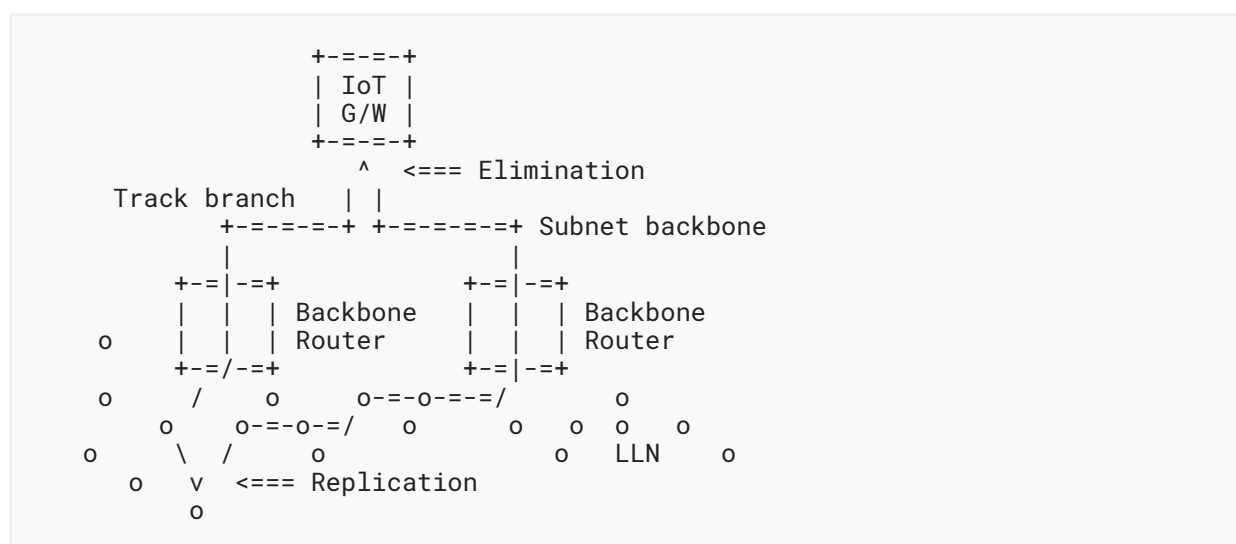 +-=-=-+
                    | IoT |
                    | G/W |
                    +-=-=-+
                       ^  <=== Elimination
       Track branch   | |
              +-=-=-=-+ +-=-=-=-=+ Subnet backbone
              |                  |
           +-=|-=+            +-=|-=+
           |  |  | Backbone   |  |  | Backbone
      o    |  |  | Router     |  |  | Router
           +-=/-=+            +-=|-=+
      o     /    o     o-=-o-=-=/       o
          o    o-=-o-=/   o      o   o  o   o
     o     \  /     o               o   LLN    o
        o   v  <=== Replication
            o